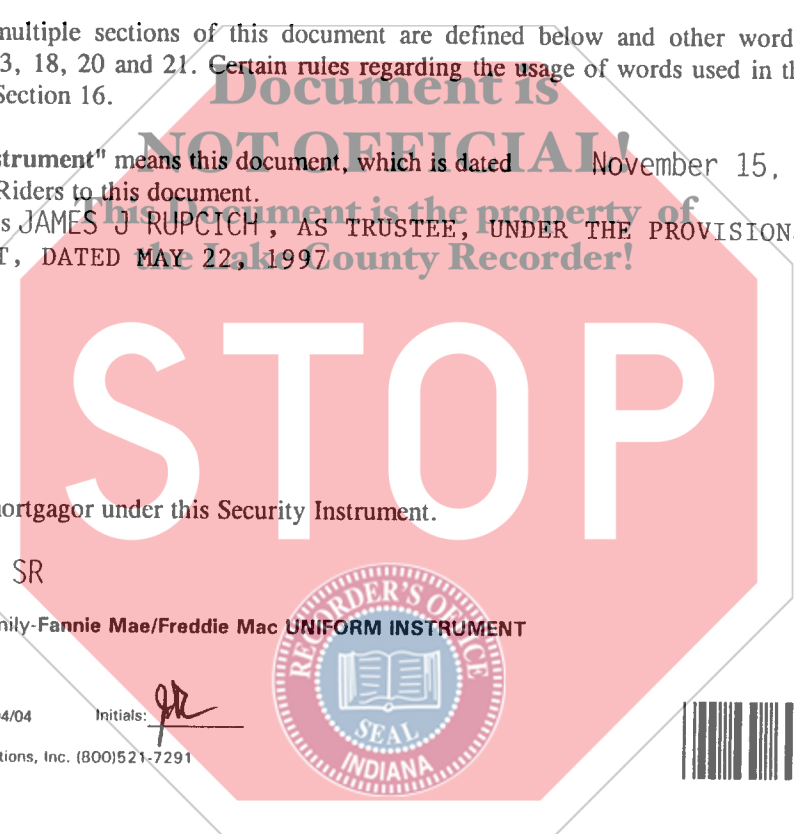 multiple sections of this document are defined below and other word
3, 18, 20 and 21. Certain rules regarding the usage of words used in th
Section 16.
Document is
NOT OFFICIAL!
strument" means this document, which is dated November 15,
Riders to this document.
This Document is the property of
s JAMES J RUPCICH, AS TRUSTEE, UNDER THE PROVISION
T, DATED MAY 22, 1997
the Lake County Recorder!
STOP
ortgagor under this Security Instrument.
SR
nily-Fannie Mae/Freddie Mac UNIFORM INSTRUMENT
RECORDER'S OFFICE
SEAL
INDIANA
4/04 Initials: JR
tions, Inc. (800)521-7291